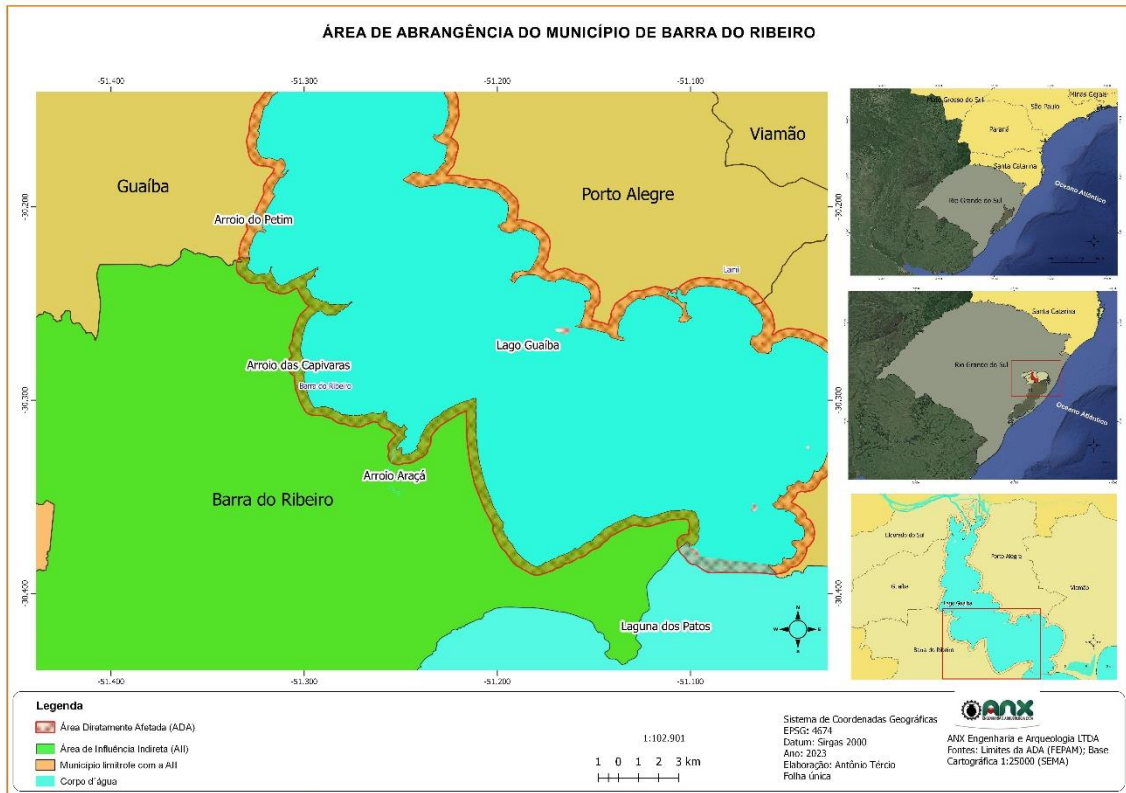 ÁREA DE ABRANGÊNCIA DO MUNICÍPIO DE BARRA DO RIBEIRO
-51.400 -51.300 -51.200 -51.100
-30.200 -30.200
-30.300 -30.300
-30.400 -30.400
Viamão
Guaíba
Porto Alegre
Arroio do Petim
Lami
Lago Guaíba
Arroio das Capivaras
Barra do Ribeiro
Arroio Araçá
Barra do Ribeiro
Laguna dos Patos
N
W E
S
-51.400 -51.300 -51.200 -51.100
Mato Grosso do Sul
Minas Gerais
São Paulo
Paraná
Santa Catarina
Rio Grande do Sul
Oceano Atlântico
Santa Catarina
Rio Grande do Sul
Oceano Atlântico
Eldorado do Sul
Porto Alegre
Guaíba
Viamão
Lago Guaíba
Barra do Ribeiro
Legenda
Área Diretamente Afetada (ADA)
Área de Influência Indireta (AII)
Município limítrofe com a AII
Corpo d´água
1:102.901
1 0 1 2 3 km
Sistema de Coordenadas Geográficas
EPSG: 4674
Datum: Sirgas 2000
Ano: 2023
Elaboração: Antônio Tércio
Folha única
ANX
ANX Engenharia e Arqueologia LTDA
Fontes: Limites da ADA (FEPAM); Base
Cartográfica 1:25000 (SEMA)